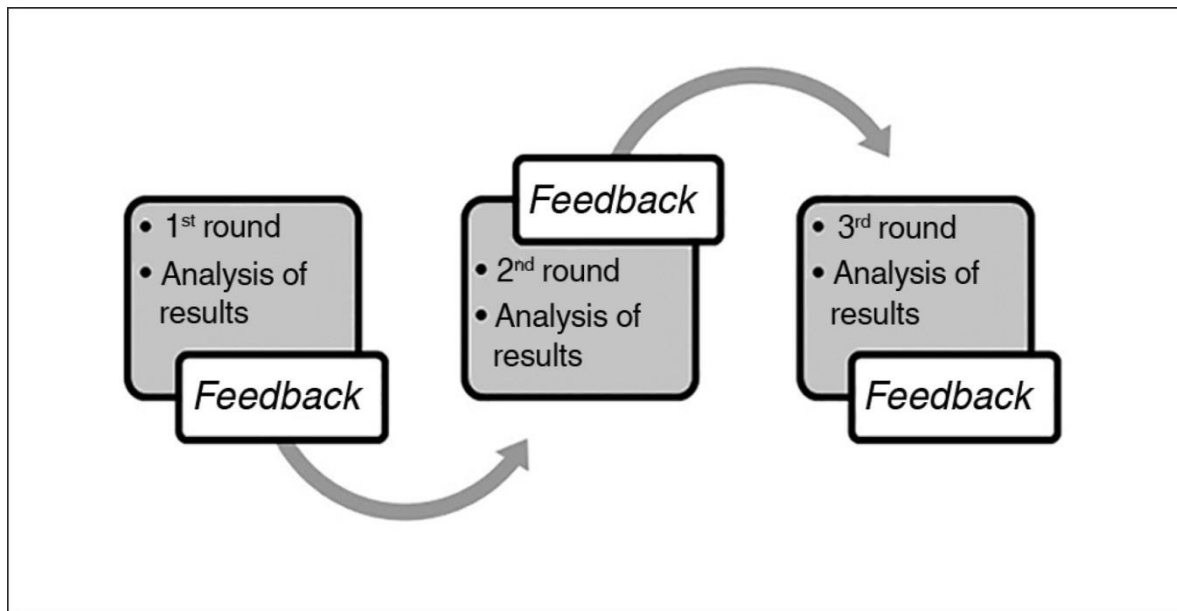 • 1st round
• Analysis of
results
Feedback
Feedback
• 2nd round
• Analysis of
results
• 3rd round
• Analysis of
results
Feedback